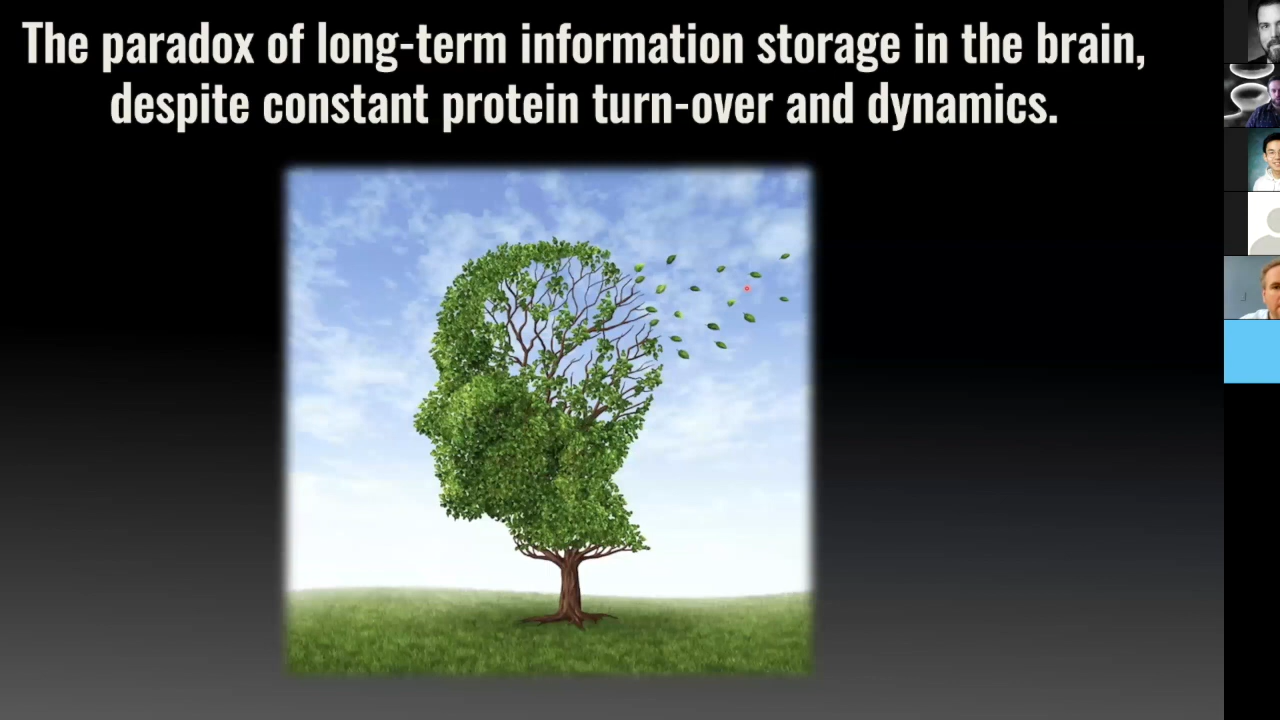 The paradox of long-term information storage in the brain,
despite constant protein turn-over and dynamics.